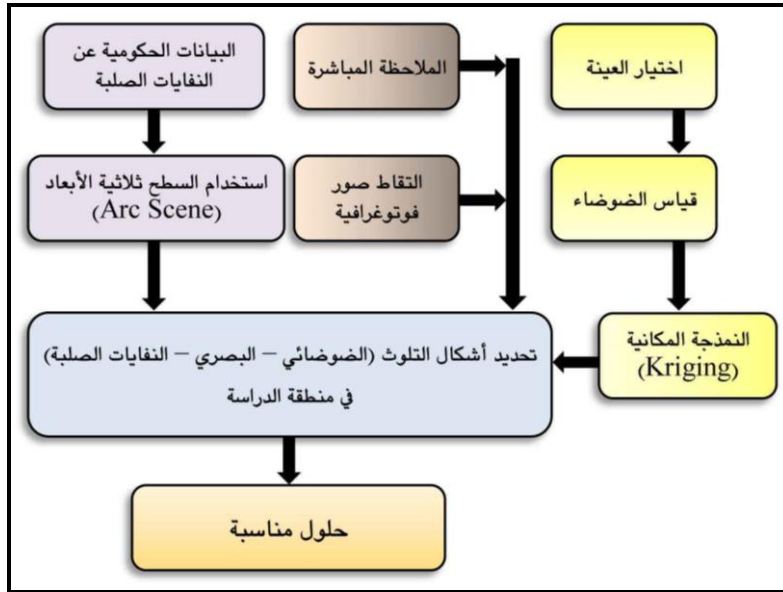 اختيار العينة
الملاحظة المباشرة
البيانات الحكومية عن
النفايات الصلبة
قياس الضوضاء
التقاط صور
فوتوغرافية
استخدام السطح ثلاثية الأبعاد
(Arc Scene)
النمذجة المكانية
(Kriging)
تحديد أشكال التلوث (الضوضائي – البصري – النفايات الصلبة)
في منطقة الدراسة
حلول مناسبة